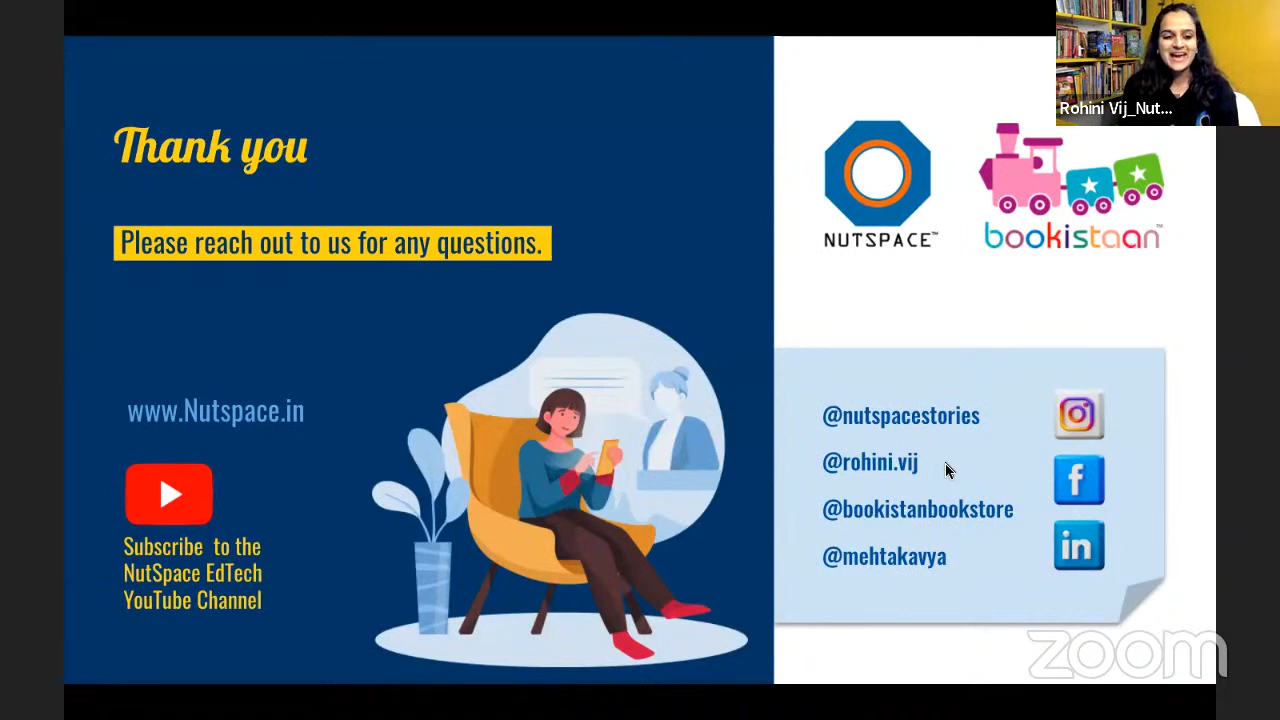 Rohini Vij_Nut...
Thank you
Please reach out to us for any questions.
www.Nutspace.in
Subscribe to the
NutSpace EdTech
YouTube Channel
NUTSPACE™
bookistaan™
@nutspacestories
@rohini.vij
@bookistanbookstore
@mehtakavya
f
in
zoom